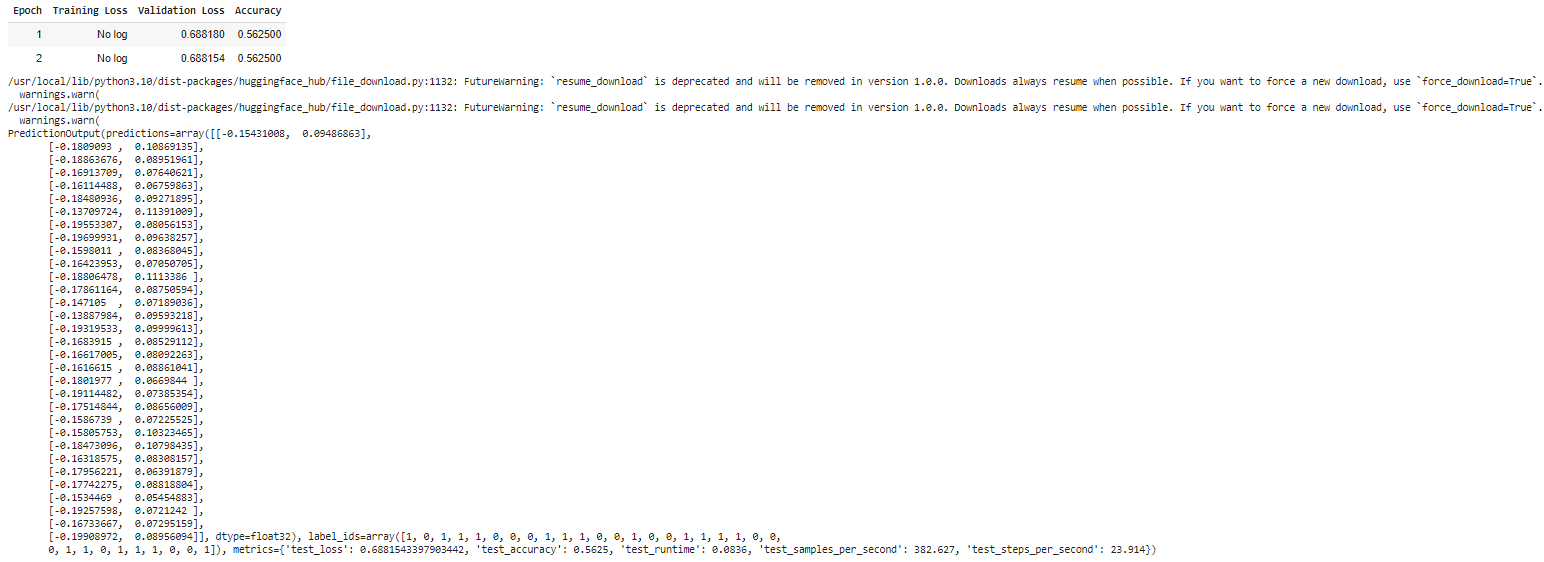 Epoch Training Loss Validation Loss Accuracy
1 No log 0.688180 0.562500
2 No log 0.688154 0.562500
/usr/local/lib/python3.10/dist-packages/huggingface_hub/file_download.py:1132: FutureWarning: `resume_download` is deprecated and will be removed in version 1.0.0. Downloads always resume when possible. If you want to force a new download, use `force_download=True`.
  warnings.warn(
/usr/local/lib/python3.10/dist-packages/huggingface_hub/file_download.py:1132: FutureWarning: `resume_download` is deprecated and will be removed in version 1.0.0. Downloads always resume when possible. If you want to force a new download, use `force_download=True`.
  warnings.warn(
PredictionOutput(predictions=array([[-0.15431008,  0.09486863],
       [-0.1809093 ,  0.10869135],
       [-0.18863676,  0.08951961],
       [-0.16913709,  0.07640621],
       [-0.16114488,  0.06759863],
       [-0.18480936,  0.09271895],
       [-0.13709724,  0.11391009],
       [-0.19553307,  0.08056153],
       [-0.19699931,  0.09638257],
       [-0.1598011 ,  0.08368045],
       [-0.16423953,  0.07050705],
       [-0.18806478,  0.1113386 ],
       [-0.17861164,  0.08750594],
       [-0.147105  ,  0.07189036],
       [-0.13887984,  0.09593218],
       [-0.19319533,  0.09999613],
       [-0.1683915 ,  0.08529112],
       [-0.16617005,  0.08092263],
       [-0.1616615 ,  0.08861041],
       [-0.1801977 ,  0.0669844 ],
       [-0.19114482,  0.07385354],
       [-0.17514844,  0.08656009],
       [-0.1586739 ,  0.07225525],
       [-0.15805753,  0.10323465],
       [-0.18473096,  0.10798435],
       [-0.16318575,  0.08308157],
       [-0.17956221,  0.06391879],
       [-0.17742275,  0.08818804],
       [-0.1534469 ,  0.05454883],
       [-0.19257598,  0.0721242 ],
       [-0.16733667,  0.07295159],
       [-0.19908972,  0.08956094]], dtype=float32), label_ids=array([1, 0, 1, 1, 1, 0, 0, 0, 1, 1, 1, 0, 0, 1, 0, 0, 1, 1, 1, 1, 0, 0,
       0, 1, 1, 0, 1, 1, 1, 0, 0, 1]), metrics={'test_loss': 0.6881543397903442, 'test_accuracy': 0.5625, 'test_runtime': 0.0836, 'test_samples_per_second': 382.627, 'test_steps_per_second': 23.914})